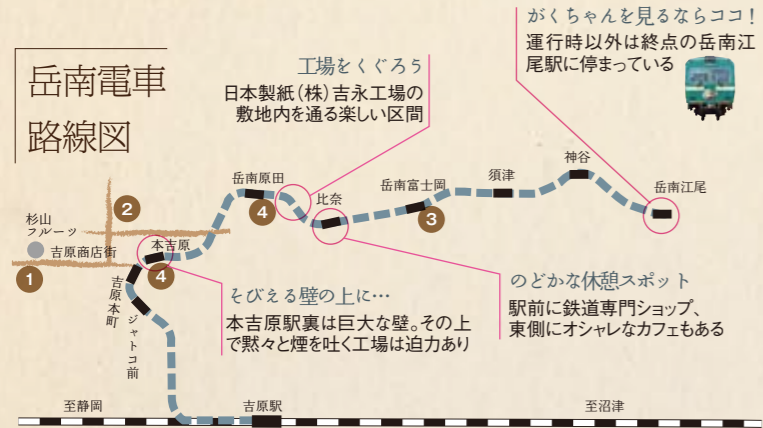 岳南電車
路線図
がくちゃんを見るならココ！
運行時以外は終点の岳南江
尾駅に停まっている
工場をくぐろう
日本製紙(株)吉永工場の
敷地内を通る楽しい区間
岳南原田
4
比奈
岳南富士岡
3
須津
神谷
岳南江尾
杉山
フルーツ
吉原商店街
1
2
本吉原
4
吉原本町
ジャトコ前
そびえる壁の上に…
本吉原駅裏は巨大な壁。その上
で黙々と煙を吐く工場は迫力あり
のどかな休憩スポット
駅前に鉄道専門ショップ、
東側にオシャレなカフェもある
至静岡
吉原駅
至沼津